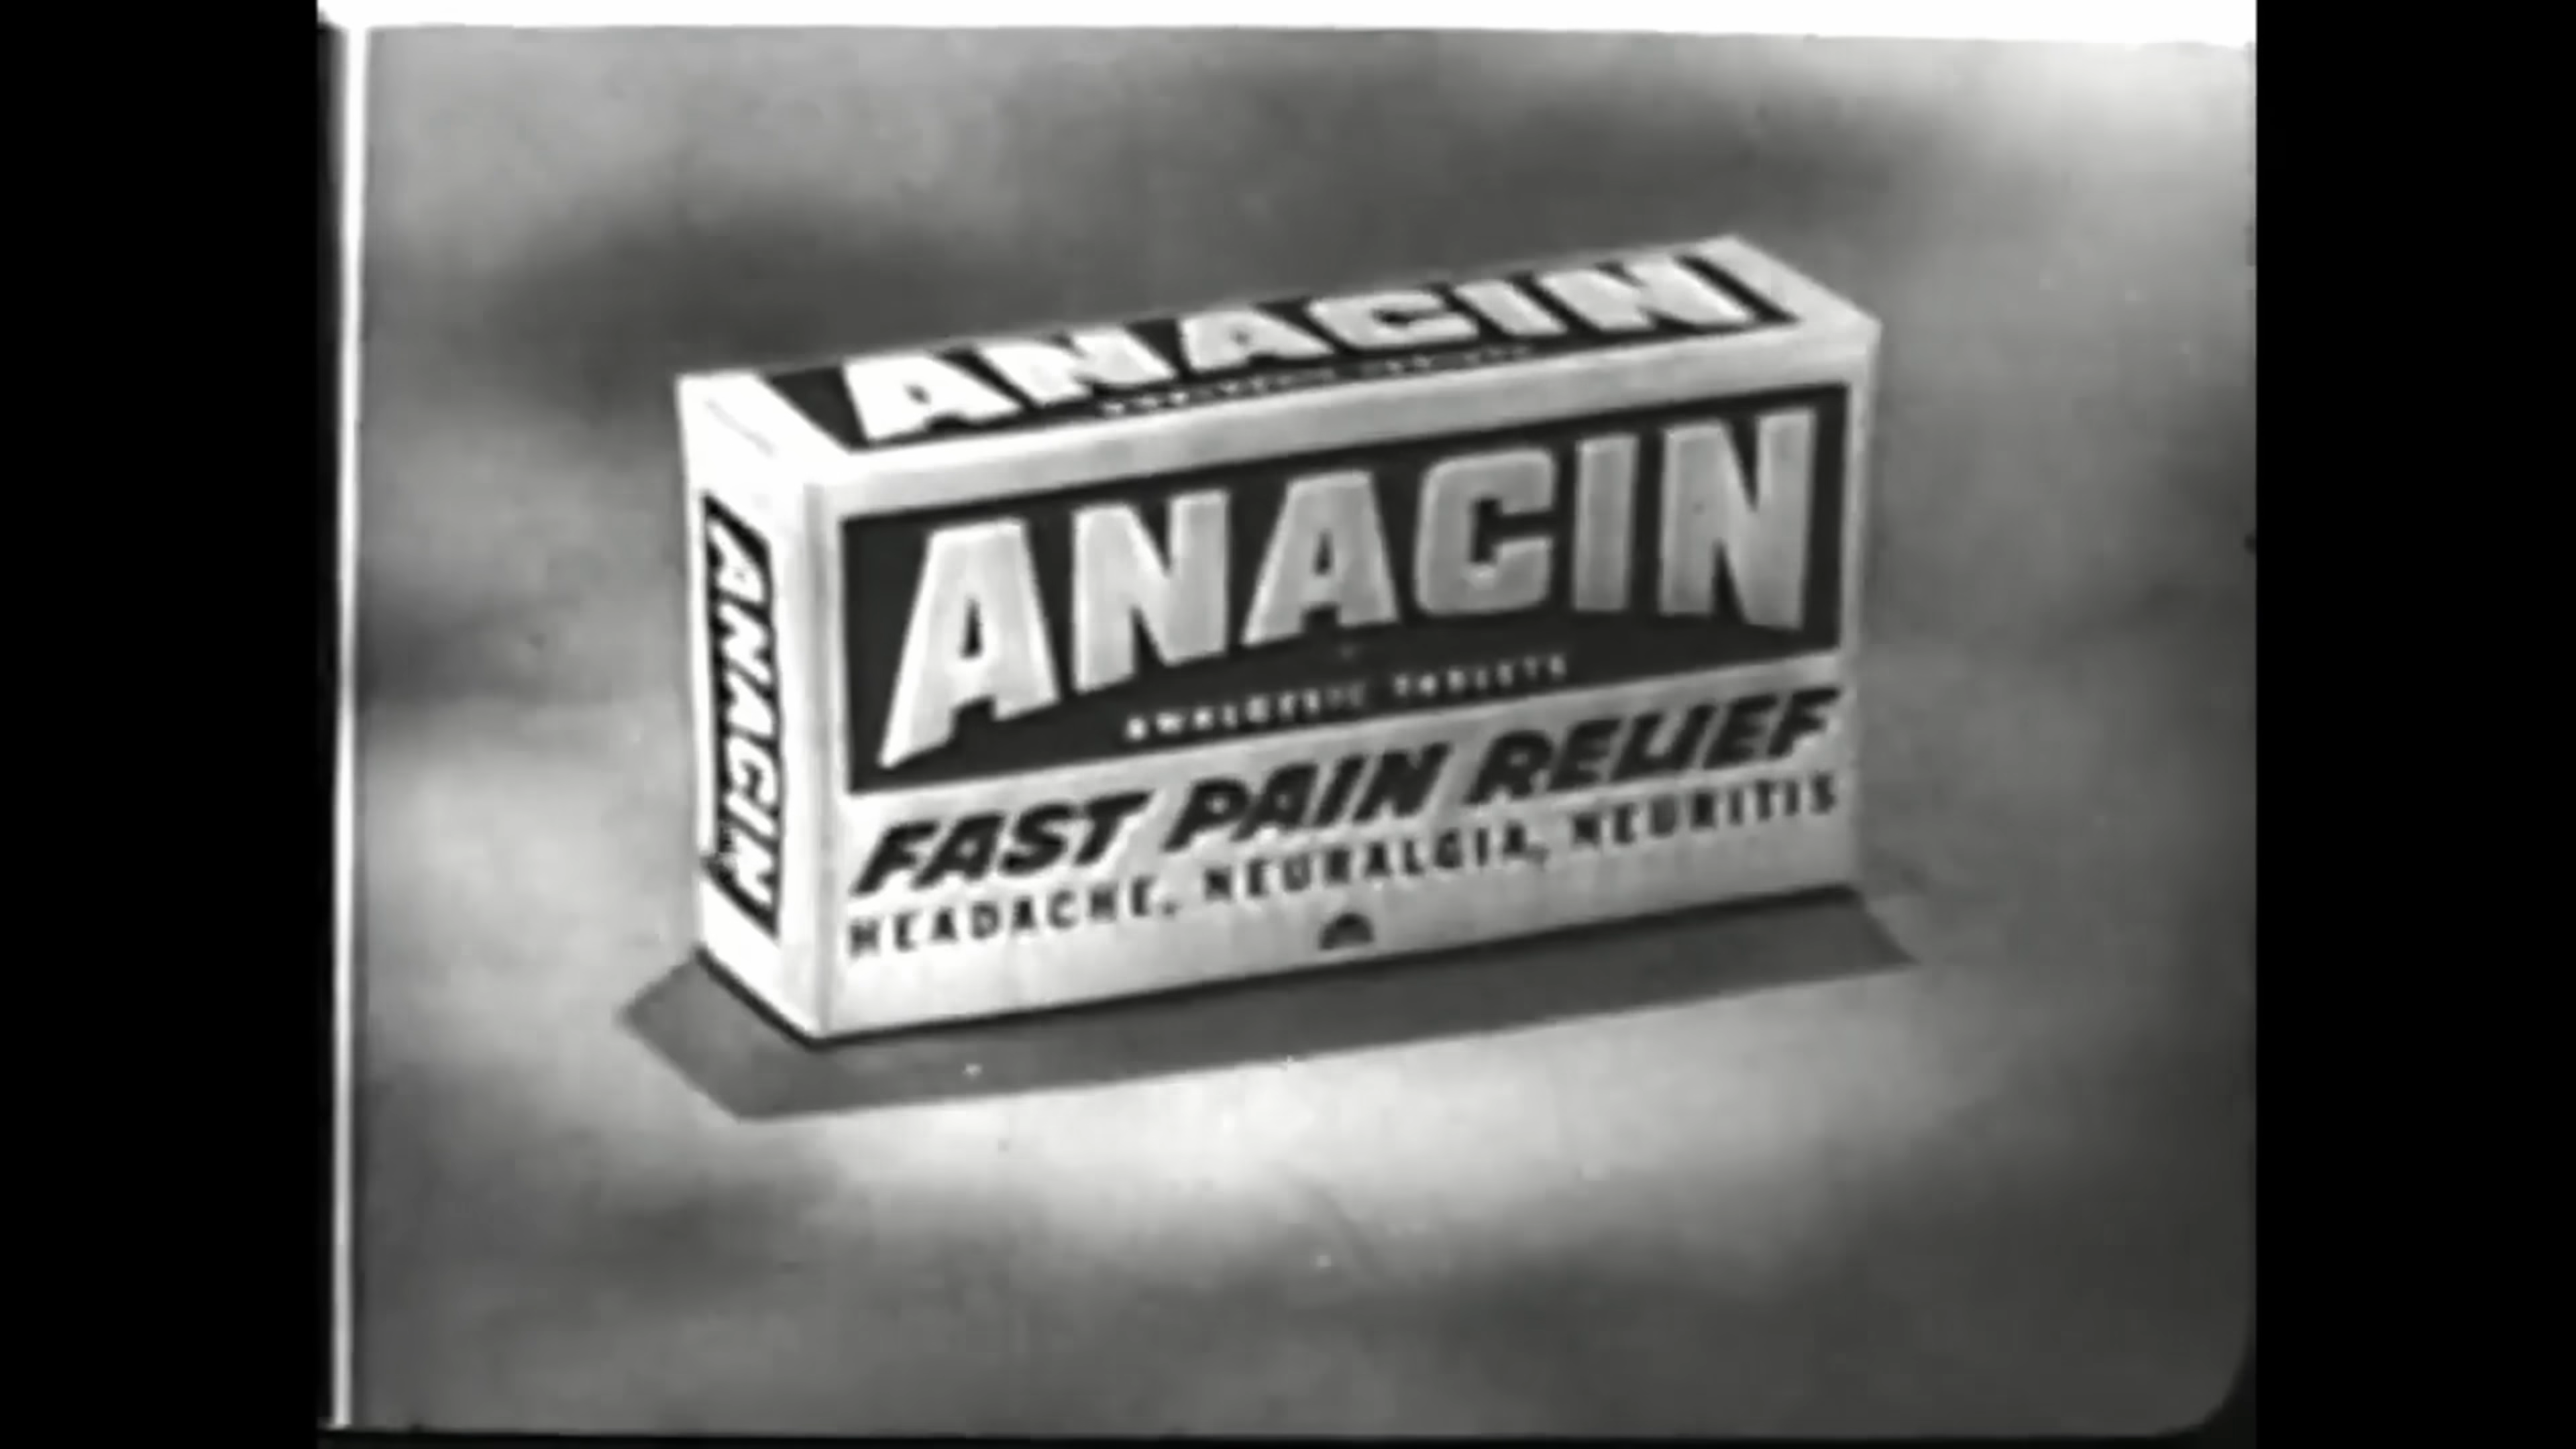 ANACIN
ANACIN
ANALGESIC TABLETS
FAST PAIN RELIEF
HEADACHE, NEURALGIA, NEURITIS
ANACIN